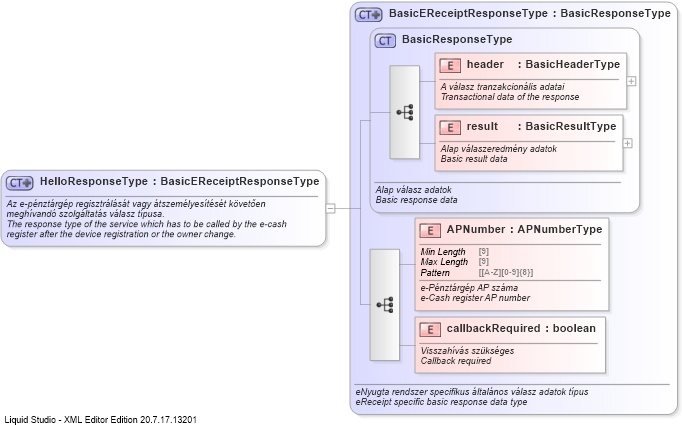 CT BasicEReceiptResponseType : BasicResponseType
CT BasicResponseType
E header : BasicHeaderType
A válasz tranzakcionális adatai
Transactional data of the response
E result : BasicResultType
Alap válaszeredmény adatok
Basic result data
Alap válasz adatok
Basic response data
CT HelloResponseType : BasicEReceiptResponseType
Az e-pénztárgép regisztrálását vagy átszemélyesítését követően
meghívandó szolgáltatás válasz típusa.
The response type of the service which has to be called by the e-cash
register after the device registration or the owner change.
E APNumber : APNumberType
Min Length [9]
Max Length [9]
Pattern [[A-Z][0-9]{8}]
e-Pénztárgép AP száma
e-Cash register AP number
E callbackRequired : boolean
Visszahívás szükséges
Callback required
eNyugta rendszer specifikus általános válasz adatok típus
eReceipt specific basic response data type
Liquid Studio - XML Editor Edition 20.7.17.13201